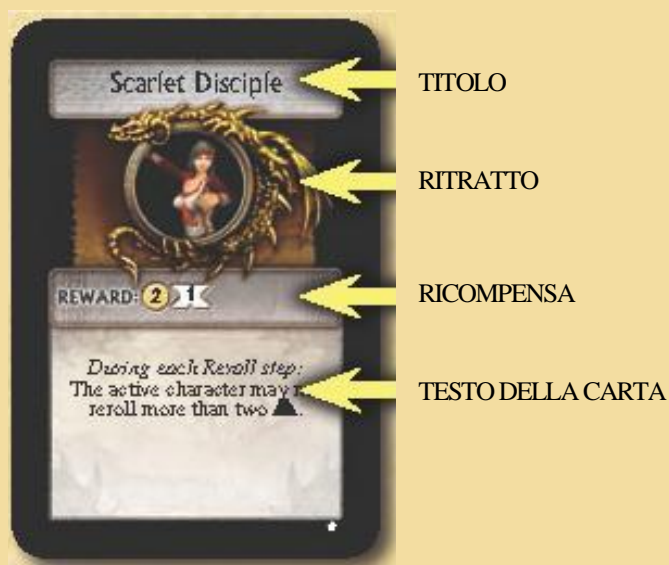 Scarlet Disciple
TITOLO
RITRATTO
REWARD: 2 1
RICOMPENSA
During each Reroll step:
The active character may
reroll more than two
TESTO DELLA CARTA